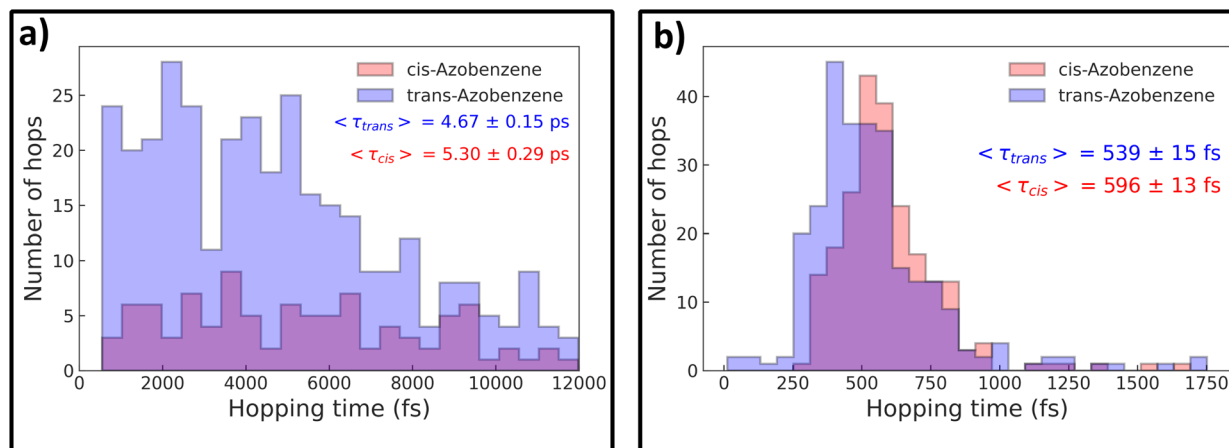 a)
cis-Azobenzene
trans-Azobenzene
< τtrans > = 4.67 ± 0.15 ps
< τcis > = 5.30 ± 0.29 ps
Number of hops
25
20
15
10
5
0
0 2000 4000 6000 8000 10000 12000
Hopping time (fs)
b)
cis-Azobenzene
trans-Azobenzene
< τtrans > = 539 ± 15 fs
< τcis > = 596 ± 13 fs
Number of hops
40
30
20
10
0
0 250 500 750 1000 1250 1500 1750
Hopping time (fs)